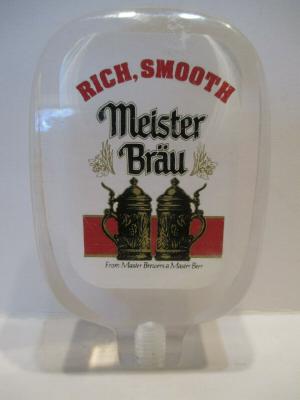 RICH, SMOOTH
Meister
Bräu
From Master Brewers a Master Beer